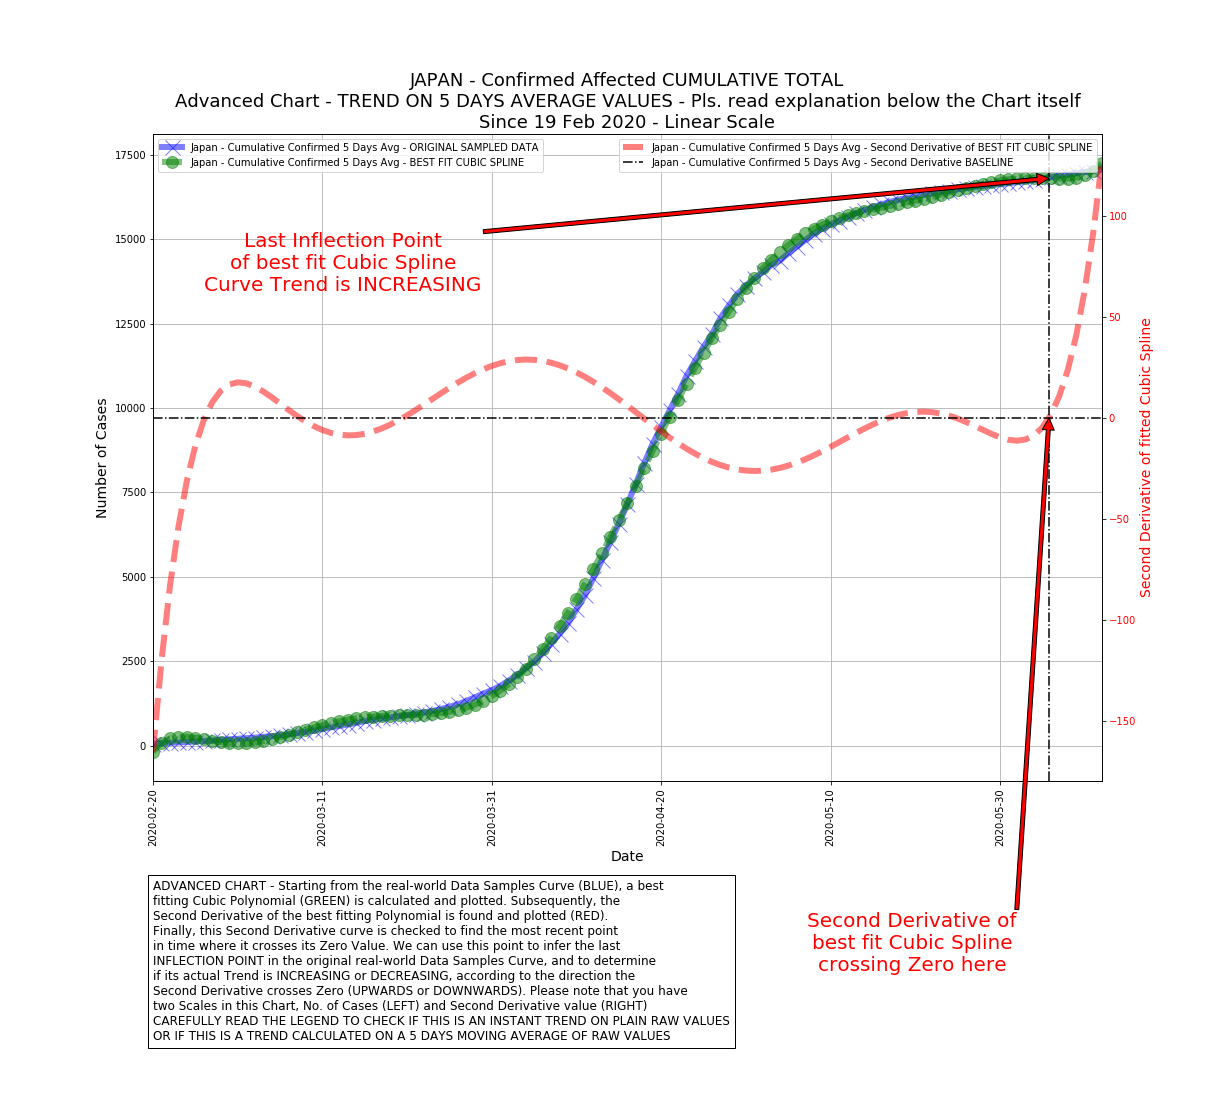 JAPAN - Confirmed Affected CUMULATIVE TOTAL
Advanced Chart - TREND ON 5 DAYS AVERAGE VALUES - Pls. read explanation below the Chart itself
Since 19 Feb 2020 - Linear Scale
Japan - Cumulative Confirmed 5 Days Avg - ORIGINAL SAMPLED DATA
Japan - Cumulative Confirmed 5 Days Avg - BEST FIT CUBIC SPLINE
Japan - Cumulative Confirmed 5 Days Avg - Second Derivative of BEST FIT CUBIC SPLINE
Japan - Cumulative Confirmed 5 Days Avg - Second Derivative BASELINE
Last Inflection Point
of best fit Cubic Spline
Curve Trend is INCREASING
Number of Cases
17500
15000
12500
10000
7500
5000
2500
0
100
50
0
−50
−100
−150
Second Derivative of fitted Cubic Spline
2020-02-20
2020-03-11
2020-03-31
2020-04-20
2020-05-10
2020-05-30
Date
ADVANCED CHART - Starting from the real-world Data Samples Curve (BLUE), a best
fitting Cubic Polynomial (GREEN) is calculated and plotted. Subsequently, the
Second Derivative of the best fitting Polynomial is found and plotted (RED).
Finally, this Second Derivative curve is checked to find the most recent point
in time where it crosses its Zero Value. We can use this point to infer the last
INFLECTION POINT in the original real-world Data Samples Curve, and to determine
if its actual Trend is INCREASING or DECREASING, according to the direction the
Second Derivative crosses Zero (UPWARDS or DOWNWARDS). Please note that you have
two Scales in this Chart, No. of Cases (LEFT) and Second Derivative value (RIGHT)
CAREFULLY READ THE LEGEND TO CHECK IF THIS IS AN INSTANT TREND ON PLAIN RAW VALUES
OR IF THIS IS A TREND CALCULATED ON A 5 DAYS MOVING AVERAGE OF RAW VALUES
Second Derivative of
best fit Cubic Spline
crossing Zero here